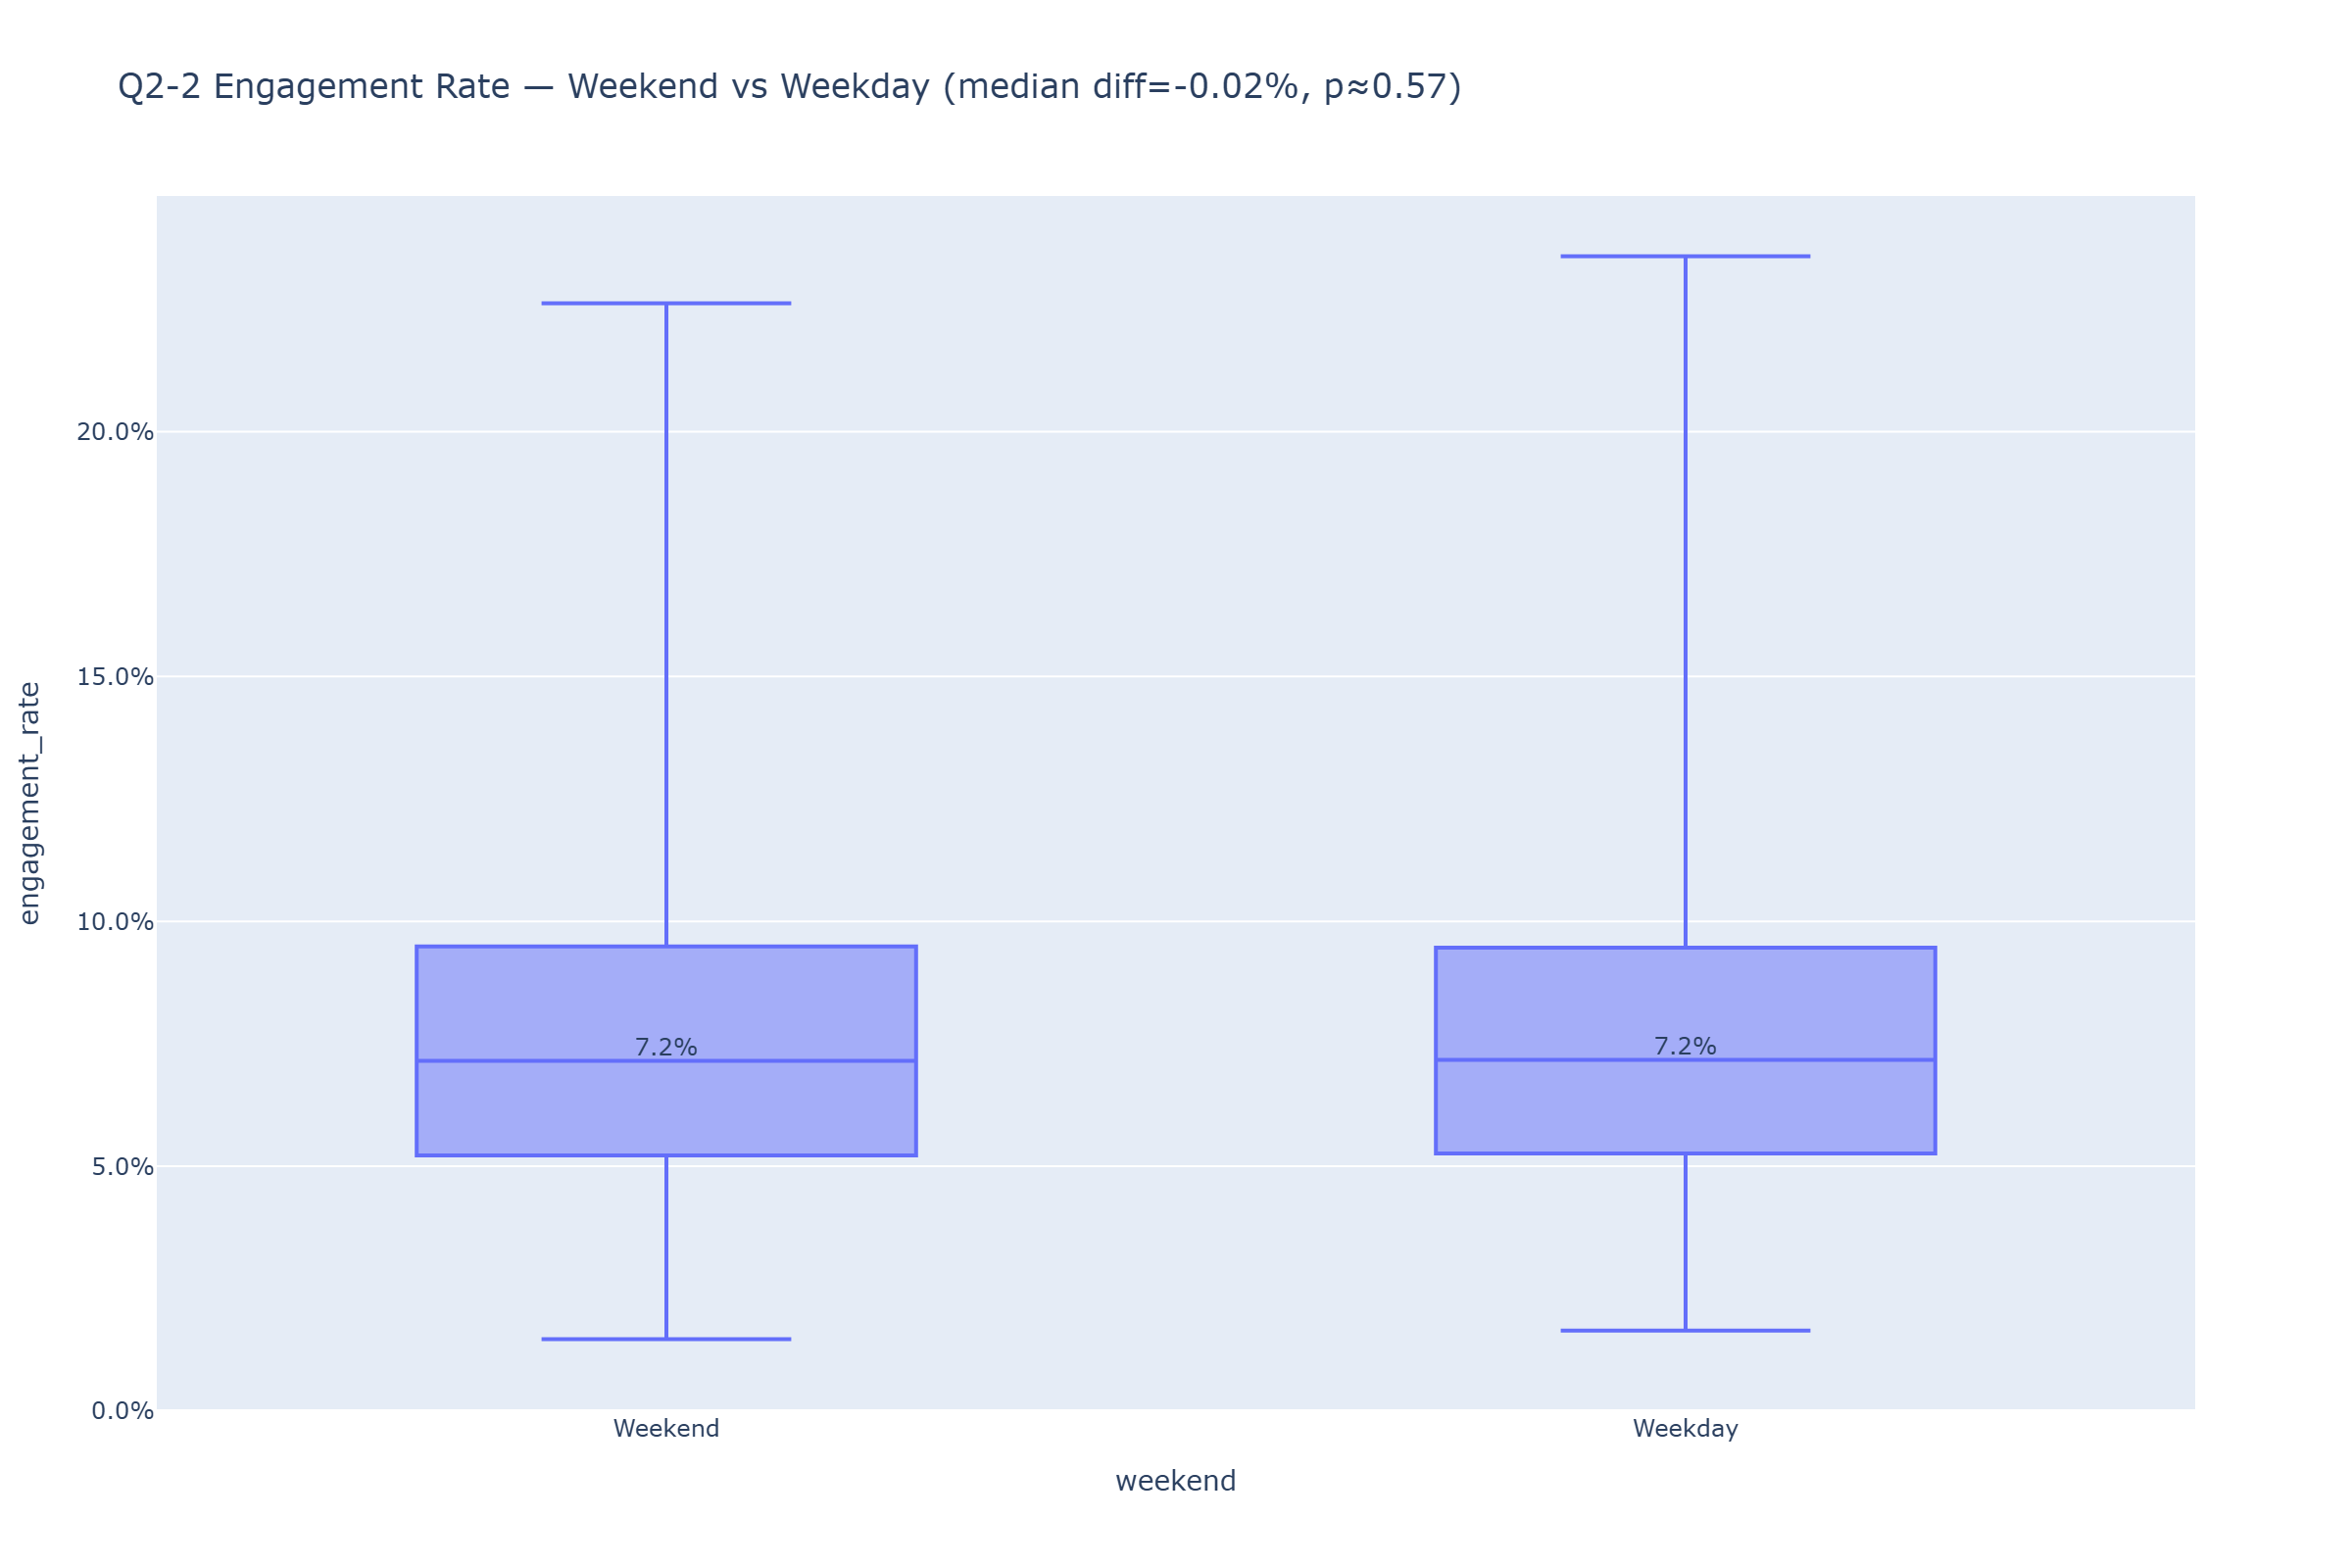 Q2-2 Engagement Rate — Weekend vs Weekday (median diff=-0.02%, p≈0.57)
engagement_rate
20.0%
15.0%
10.0%
5.0%
0.0%
7.2%
7.2%
Weekend
Weekday
weekend